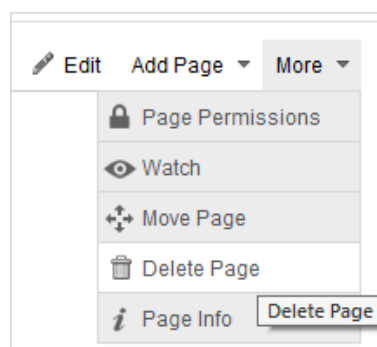 Edit Add Page More
Page Permissions
Watch
Move Page
Delete Page
Page Info
Delete Page